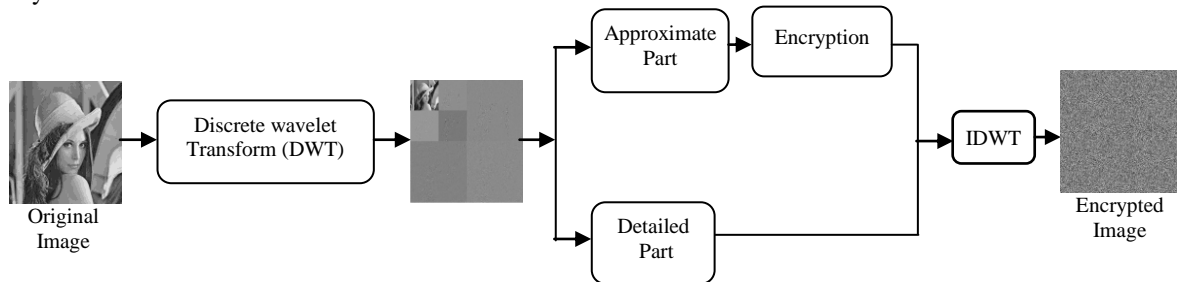 Approximate
Part
Encryption
Discrete wavelet
Transform (DWT)
IDWT
Original
Image
Detailed
Part
Encrypted
Image